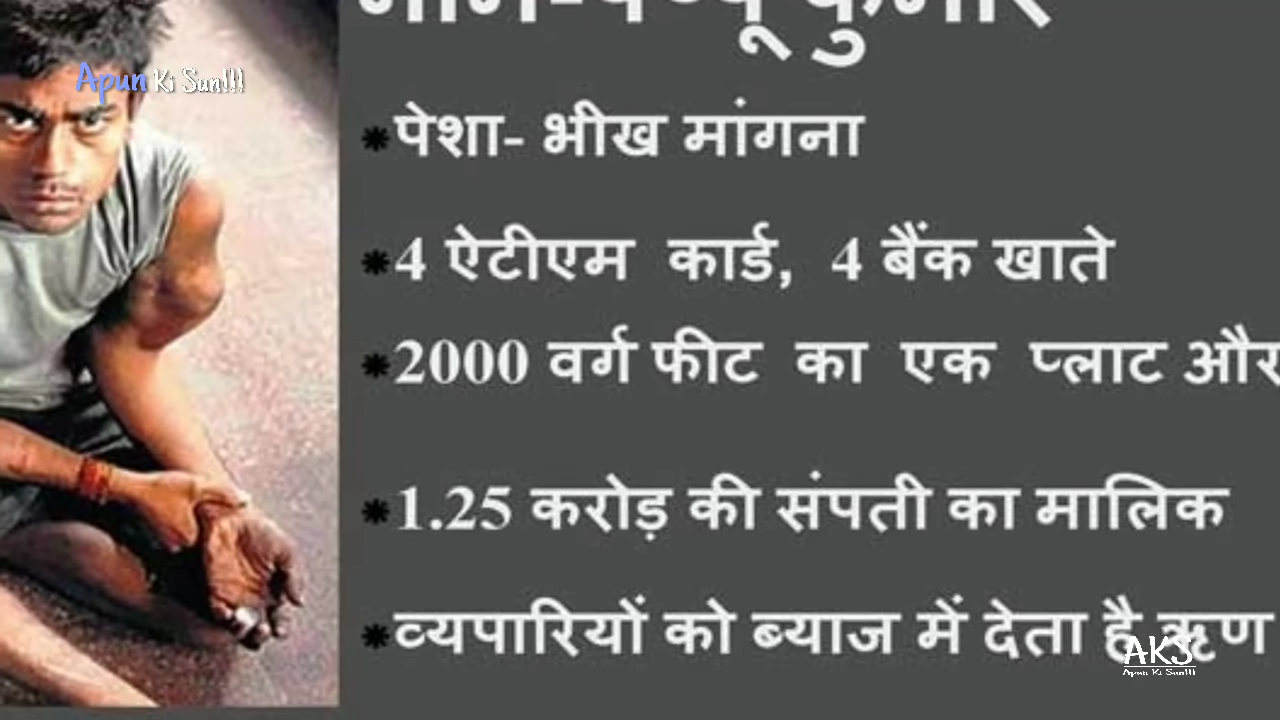 Apun Ki Sun!!!
नाम-पप्पू कुमार
*पेशा- भीख मांगना
*4 ऐटीएम कार्ड, 4 बैंक खाते
*2000 वर्ग फीट का एक प्लाट और
*1.25 करोड़ की संपती का मालिक
*व्यपारियों को ब्याज में देता है ऋण
AKS
Apun Ki Sun!!!